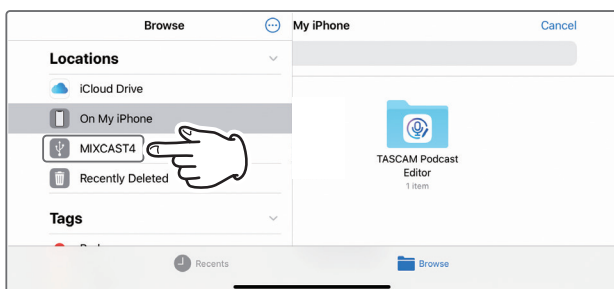 Browse
My iPhone
Cancel
Locations
iCloud Drive
On My iPhone
MIXCAST4
Recently Deleted
Tags
TASCAM Podcast
Editor
1 item
Recents
Browse